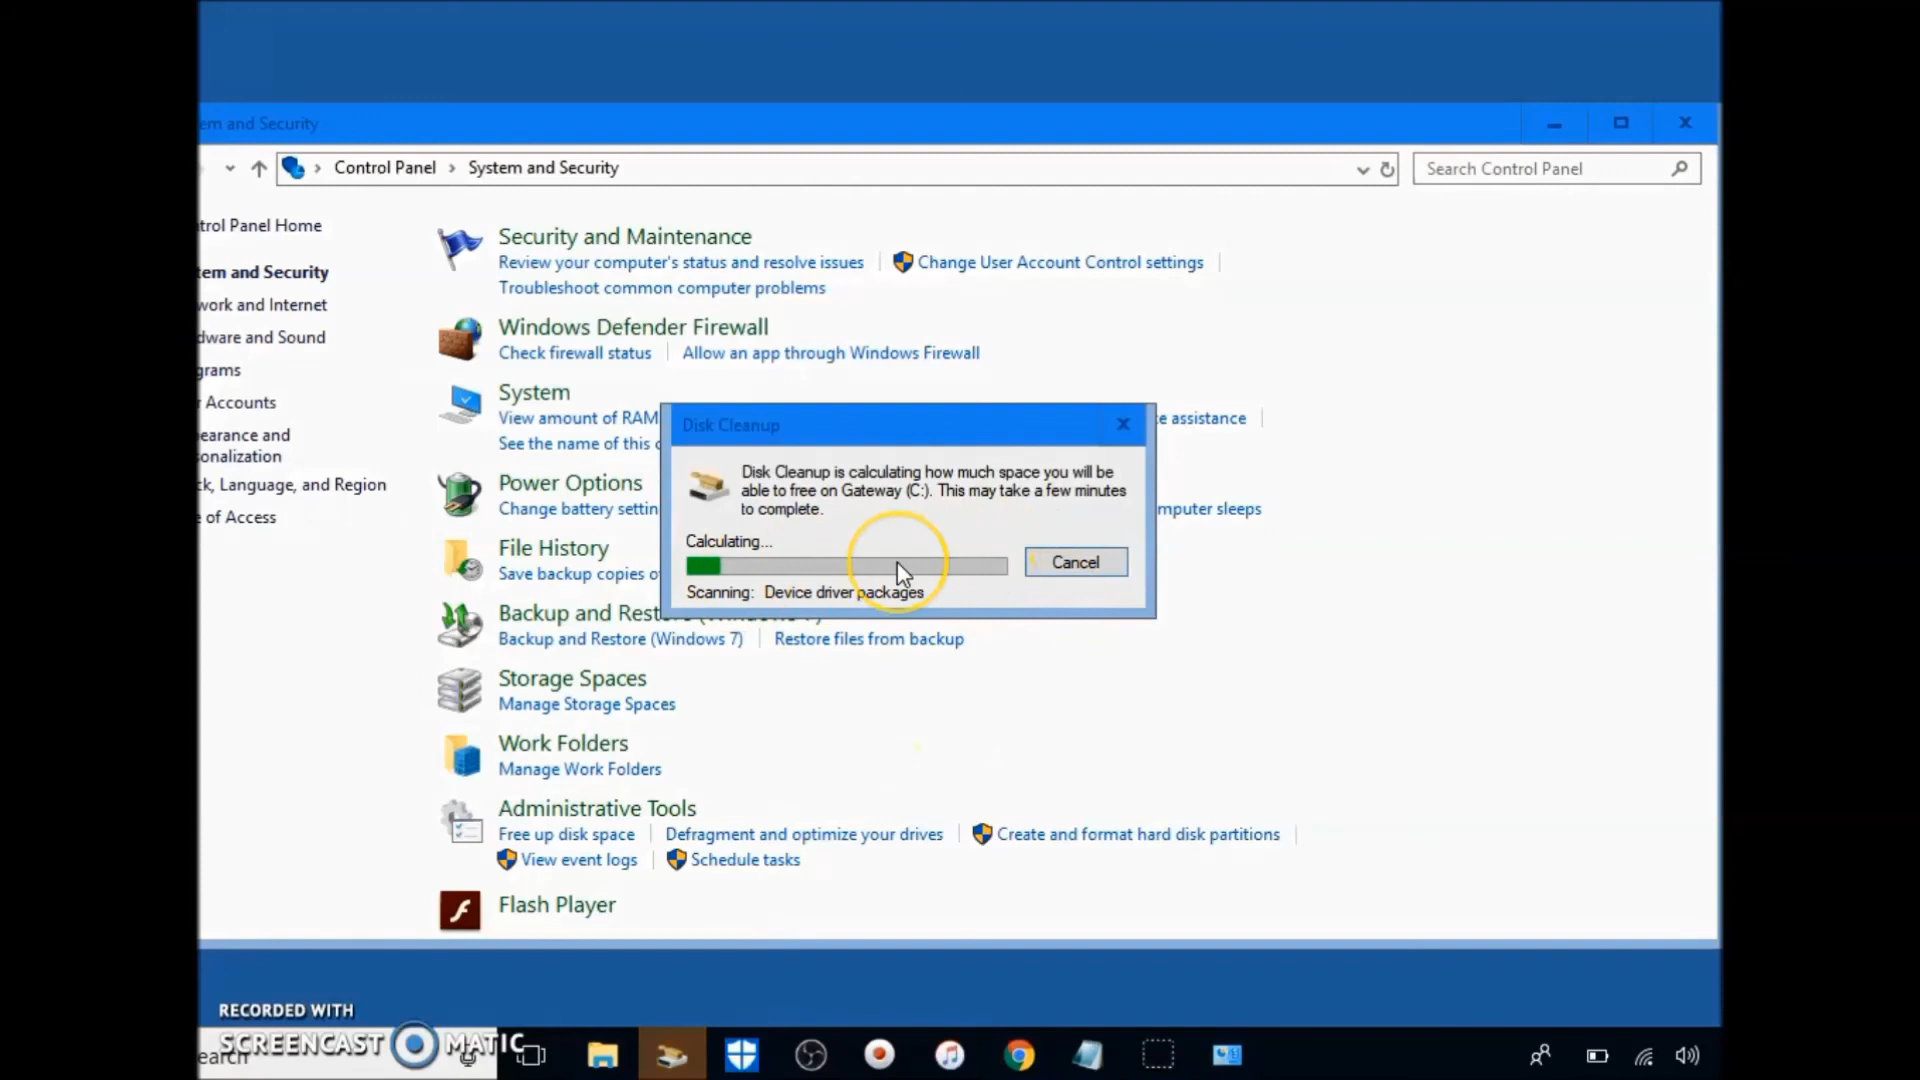 em and Security
Control Panel > System and Security
Search Control Panel
trol Panel Home
tem and Security
work and Internet
dware and Sound
grams
r Accounts
earance and
sonalization
ck, Language, and Region
e of Access
Security and Maintenance
Review your computer's status and resolve issues
Change User Account Control settings
Troubleshoot common computer problems
Windows Defender Firewall
Check firewall status
Allow an app through Windows Firewall
System
View amount of RAM
ce assistance
See the name of this c
Power Options
Change battery settin
mputer sleeps
File History
Save backup copies o
Backup and Resto
Backup and Restore (Windows 7)
Restore files from backup
Storage Spaces
Manage Storage Spaces
Work Folders
Manage Work Folders
Administrative Tools
Free up disk space
Defragment and optimize your drives
Create and format hard disk partitions
View event logs
Schedule tasks
Flash Player
Disk Cleanup
Disk Cleanup is calculating how much space you will be
able to free on Gateway (C:). This may take a few minutes
to complete.
Calculating...
Cancel
Scanning: Device driver packages
RECORDED WITH
SCREENCAST MATIC
earch